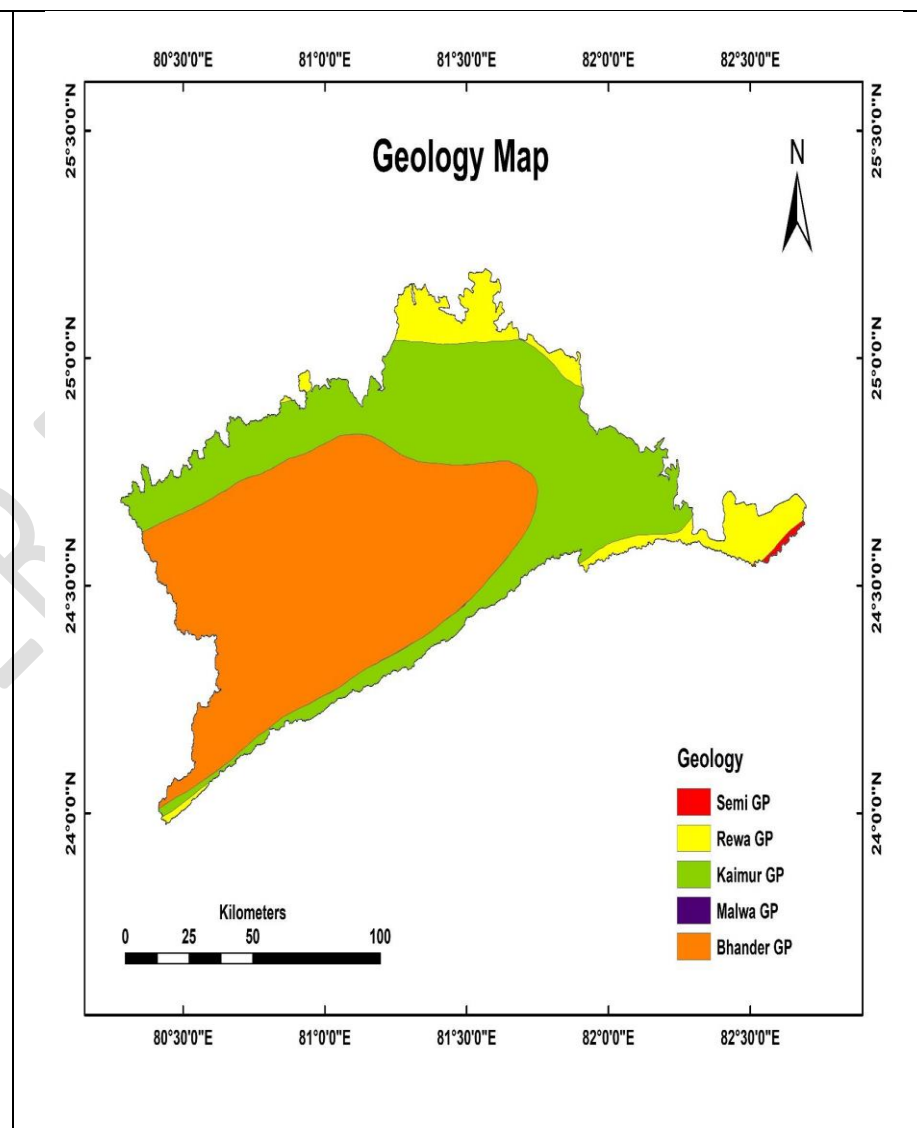 80°30'0"E 81°0'0"E 81°30'0"E 82°0'0"E 82°30'0"E
25°30'0"N 25°30'0"N
Geology Map
N
25°0'0"N 25°0'0"N
24°30'0"N 24°30'0"N
Geology
Semi GP
24°0'0"N 24°0'0"N
Rewa GP
Kaimur GP
Kilometers
Malwa GP
0 25 50 100
Bhander GP
80°30'0"E 81°0'0"E 81°30'0"E 82°0'0"E 82°30'0"E